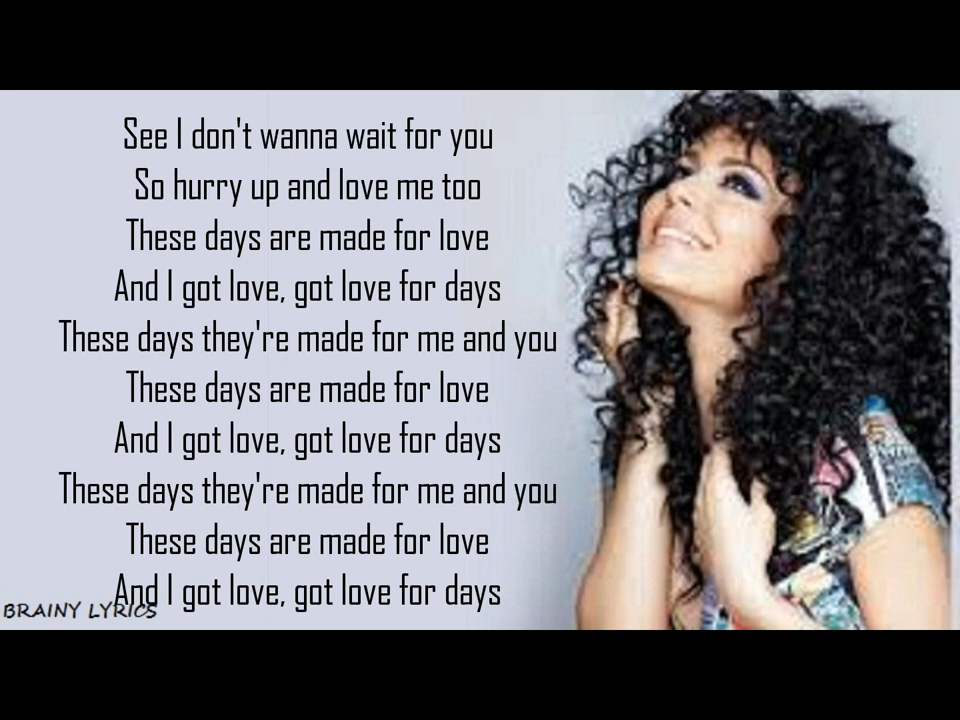 See I don't wanna wait for you
So hurry up and love me too
These days are made for love
And I got love, got love for days
These days they're made for me and you
These days are made for love
And I got love, got love for days
These days they're made for me and you
These days are made for love
And I got love, got love for days
BRAINY LYRICS